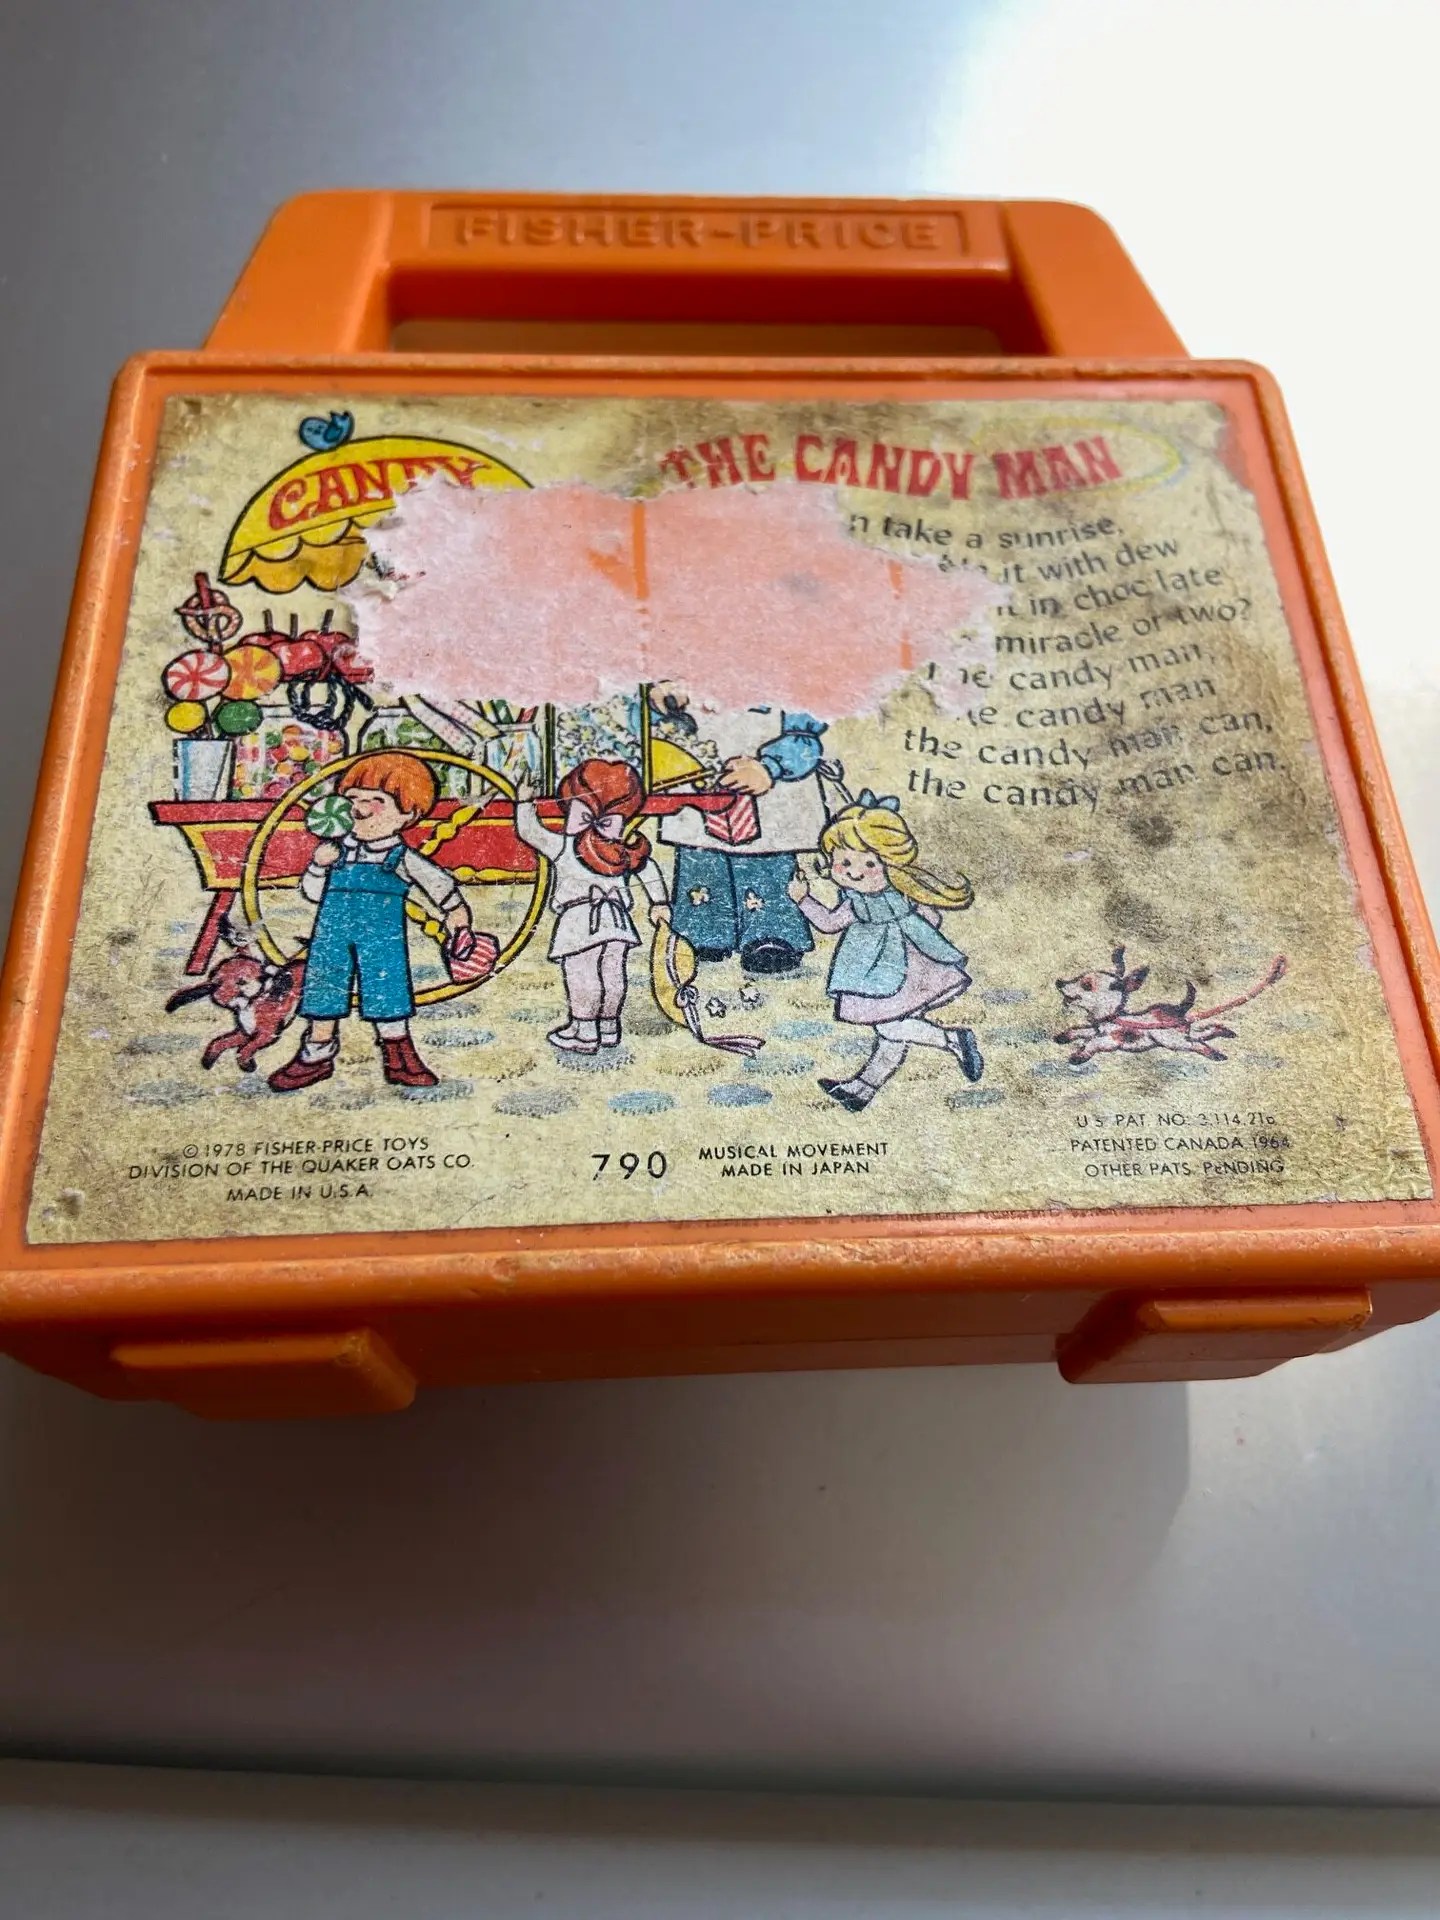 FISHER-PRICE
CANDY
THE CANDY MAN
take a sunrise,
it with dew
in choc'late
miracle or two?
candy man,
candy man
the candy man can,
the candy man can.
© 1978 FISHER-PRICE TOYS
DIVISION OF THE QUAKER OATS CO.
MADE IN U.S.A.
790
MUSICAL MOVEMENT
MADE IN JAPAN
U.S. PAT. NO.
PATENTED CANADA 1964
OTHER PATS. PENDING